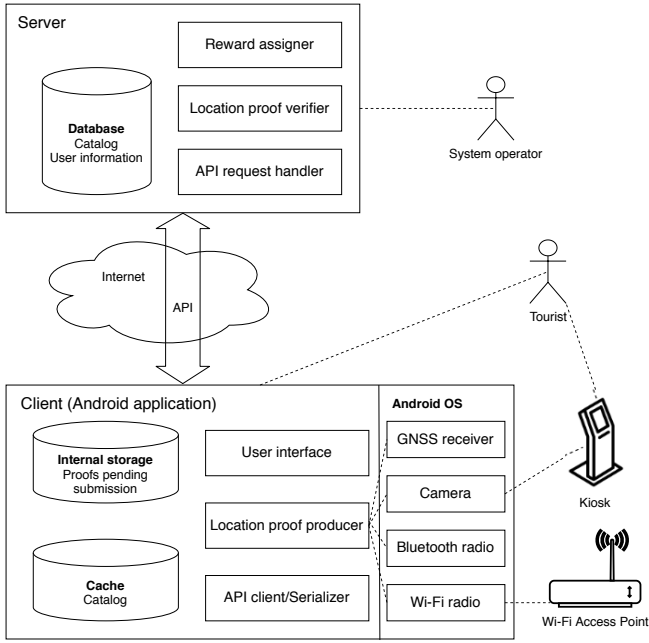 Server
Reward assigner
Location proof verifier
API request handler
Database
Catalog
User information
System operator
Internet
API
Tourist
Client (Android application)
Android OS
Internal storage
Proofs pending
submission
User interface
GNSS receiver
Camera
Location proof producer
Kiosk
Bluetooth radio
Cache
Catalog
API client/Serializer
Wi-Fi radio
Wi-Fi Access Point